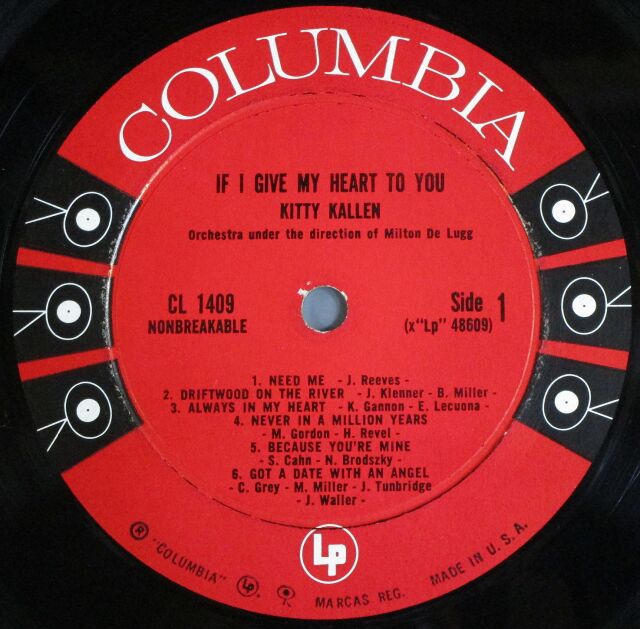 COLUMBIA
IF I GIVE MY HEART TO YOU
KITTY KALLEN
Orchestra under the direction of Milton De Lugg
CL 1409
NONBREAKABLE
Side 1
(x"Lp" 48609)
1. NEED ME - J. Reeves -
2. DRIFTWOOD ON THE RIVER - J. Klenner - B. Miller -
3. ALWAYS IN MY HEART - K. Gannon - E. Lecuona -
4. NEVER IN A MILLION YEARS
- M. Gordon - H. Revel -
5. BECAUSE YOU'RE MINE
- S. Cahn - N. Brodszky -
6. GOT A DATE WITH AN ANGEL
- C. Grey - M. Miller - J. Tunbridge
- J. Waller -
Lp
® "COLUMBIA" Lp MARCAS REG. MADE IN U.S.A.